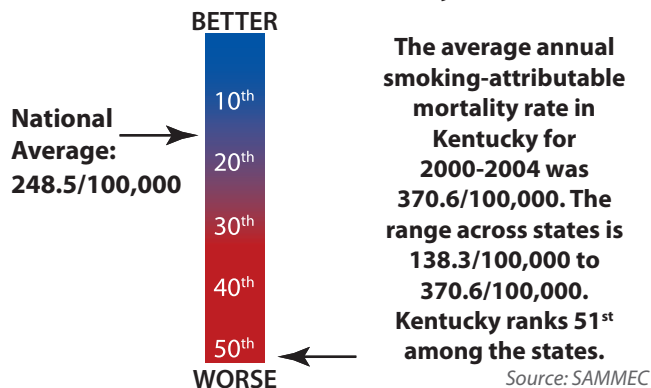 BETTER
10th
20th
30th
40th
50th
WORSE
National
Average:
248.5/100,000
The average annual
smoking-attributable
mortality rate in
Kentucky for
2000-2004 was
370.6/100,000. The
range across states is
138.3/100,000 to
370.6/100,000.
Kentucky ranks 51st
among the states.
Source: SAMMEC